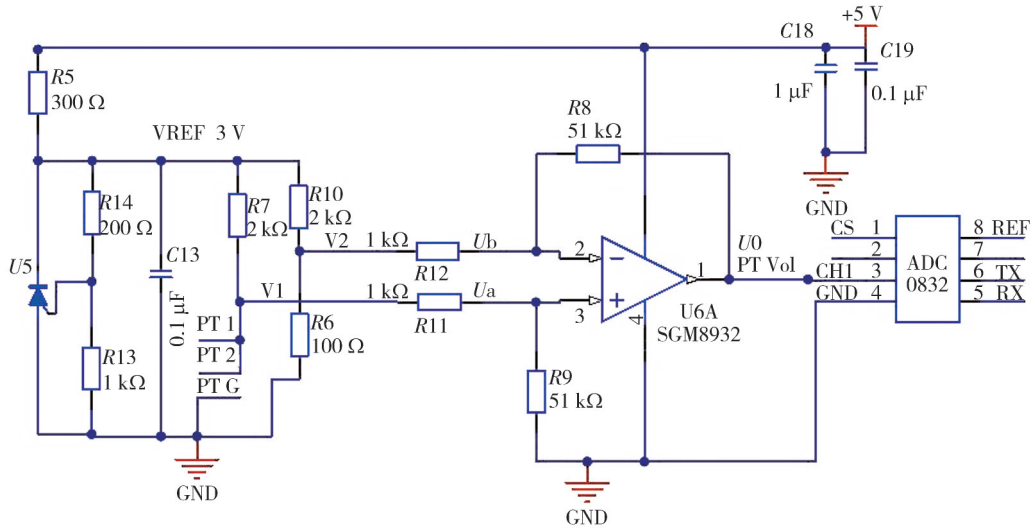 +5 V
C18
C19
1 μF
0.1 μF
GND
R5
300 Ω
VREF 3 V
R8
51 kΩ
R14
200 Ω
R7
2 kΩ
R10
2 kΩ
C13
0.1 μF
U5
V2
1 kΩ
R12
Ub
2
V1
1 kΩ
R11
Ua
3
1
4
U6A
SGM8932
U0
PT Vol
R13
1 kΩ
PT 1
PT 2
PT G
R6
100 Ω
R9
51 kΩ
GND
GND
CS
1
2
CH1
3
GND
4
ADC
0832
8
REF
7
6
TX
5
RX